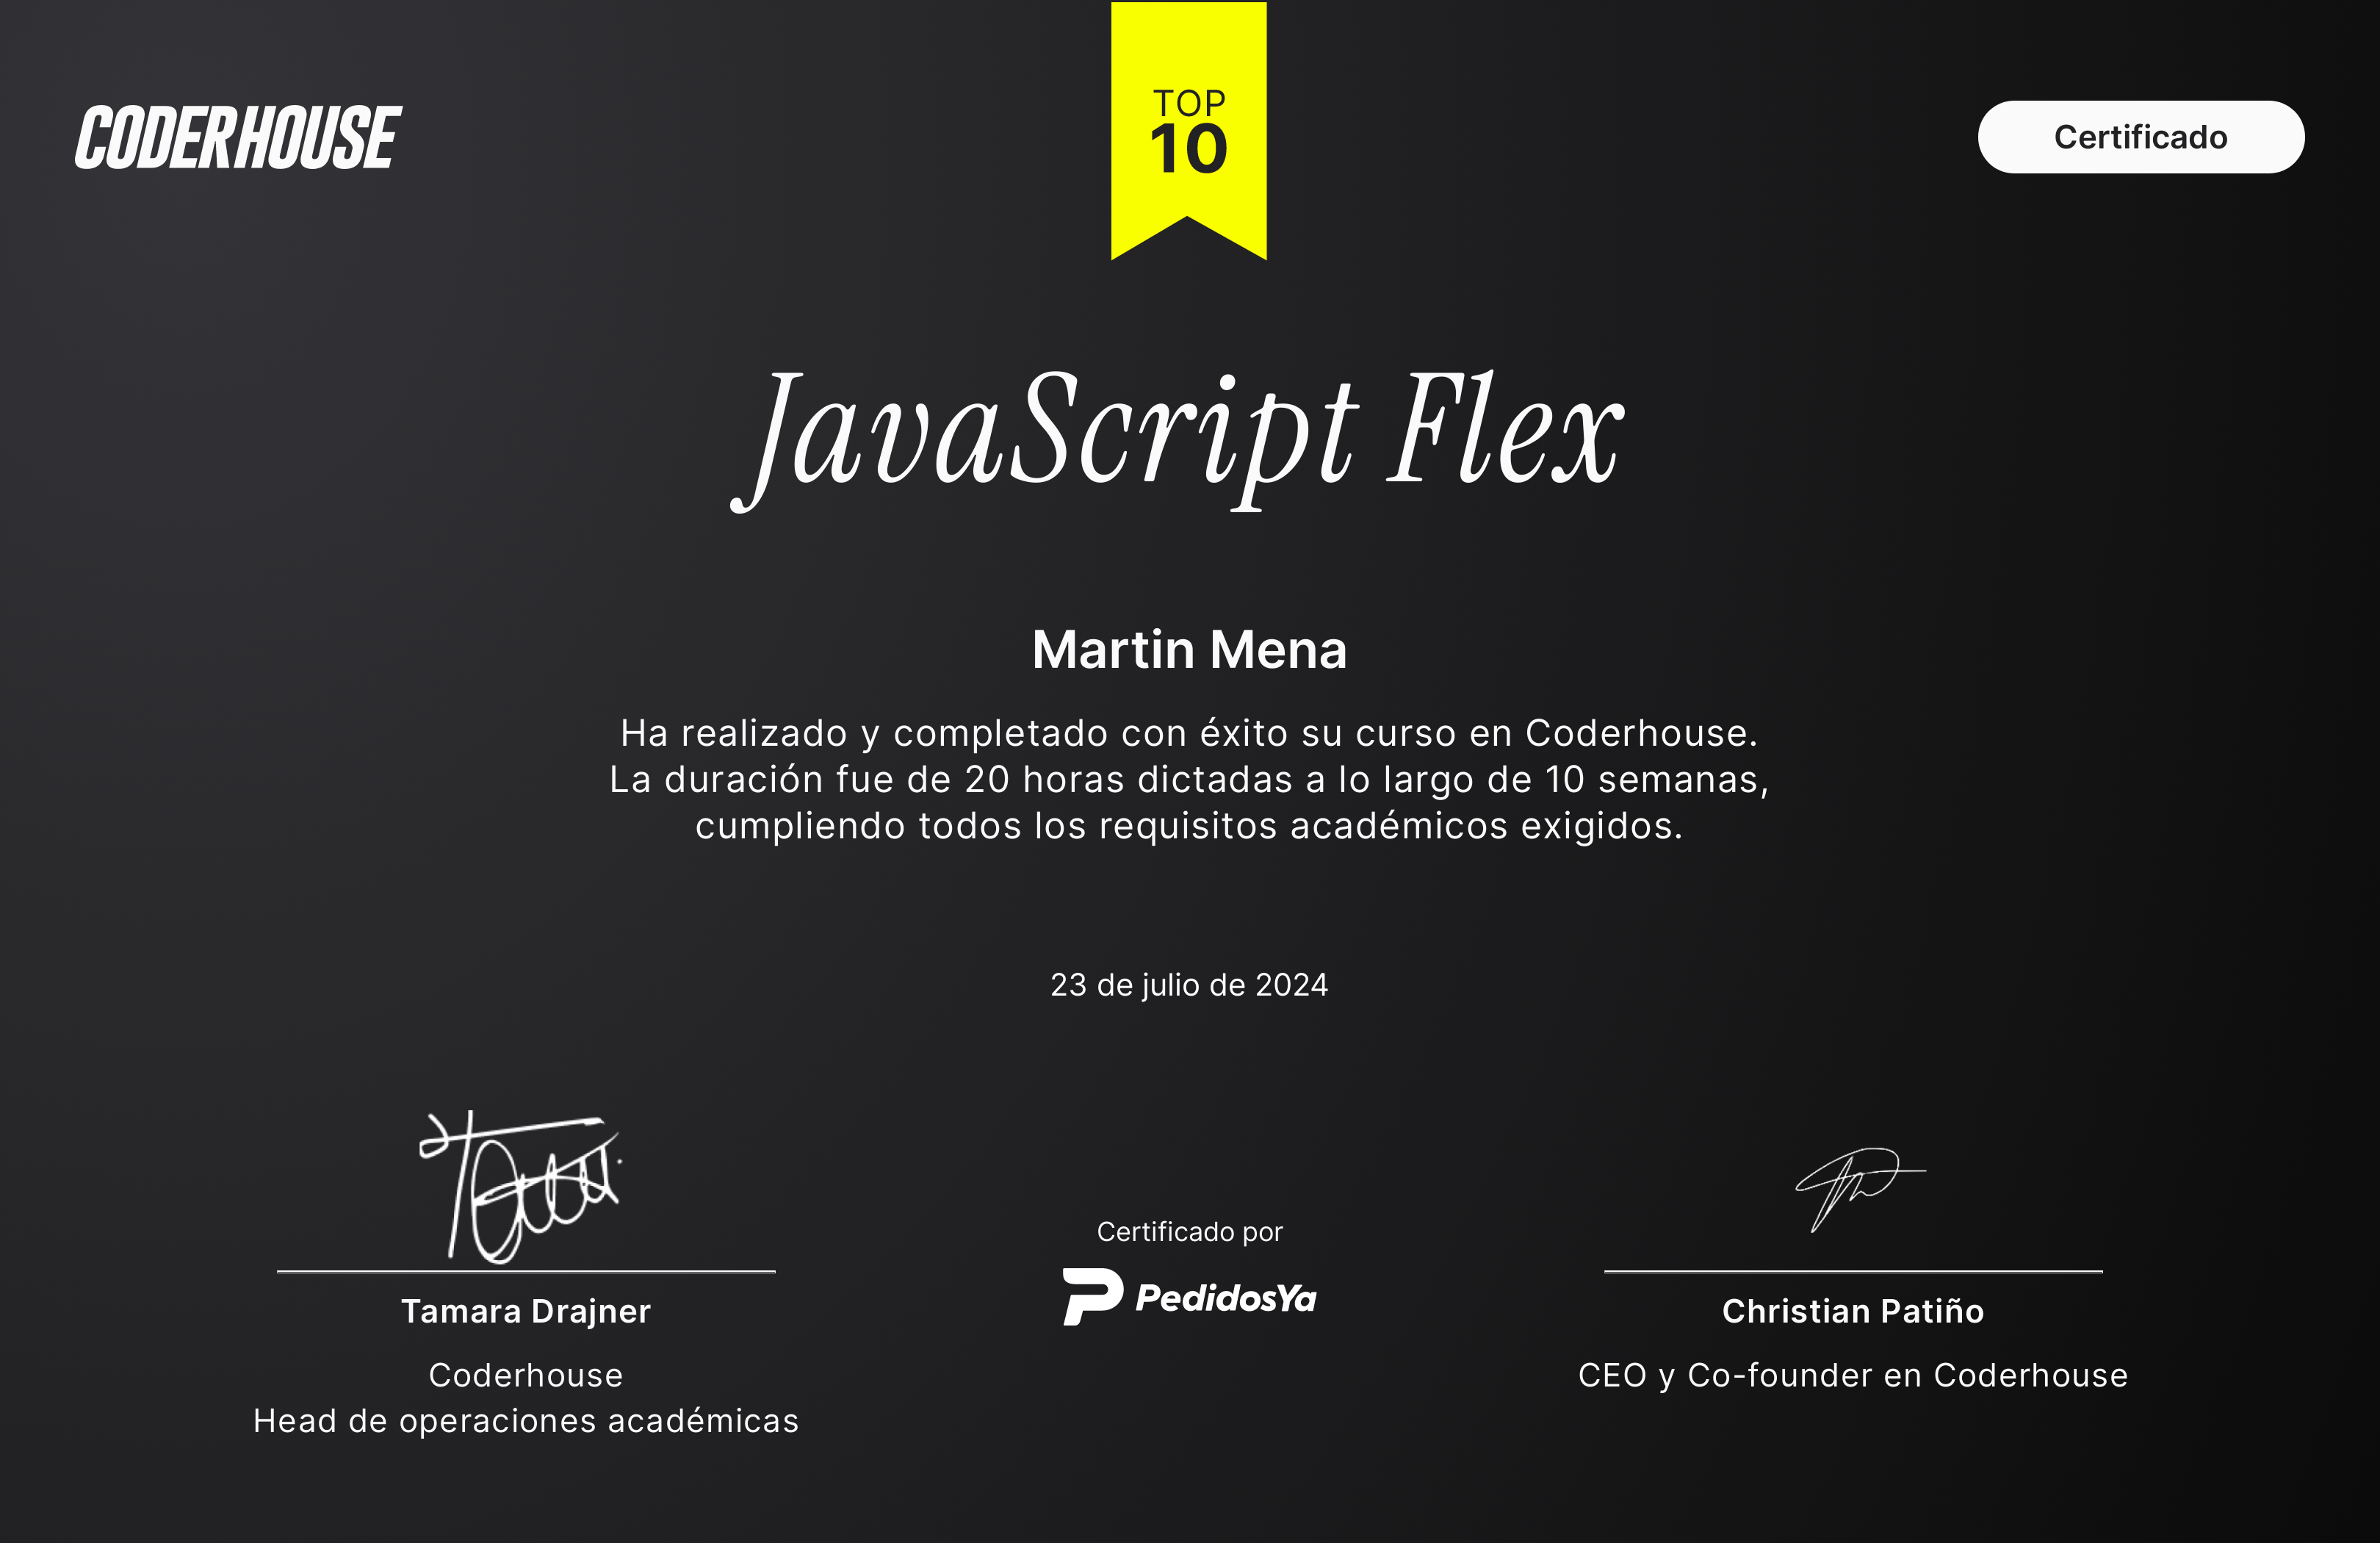 CODERHOUSE
TOP
10
Certificado
JavaScript Flex
Martin Mena
Ha realizado y completado con éxito su curso en Coderhouse.
La duración fue de 20 horas dictadas a lo largo de 10 semanas,
cumpliendo todos los requisitos académicos exigidos.
23 de julio de 2024
Tamara Drajner
Coderhouse
Head de operaciones académicas
Certificado por
PedidosYa
Christian Patiño
CEO y Co-founder en Coderhouse